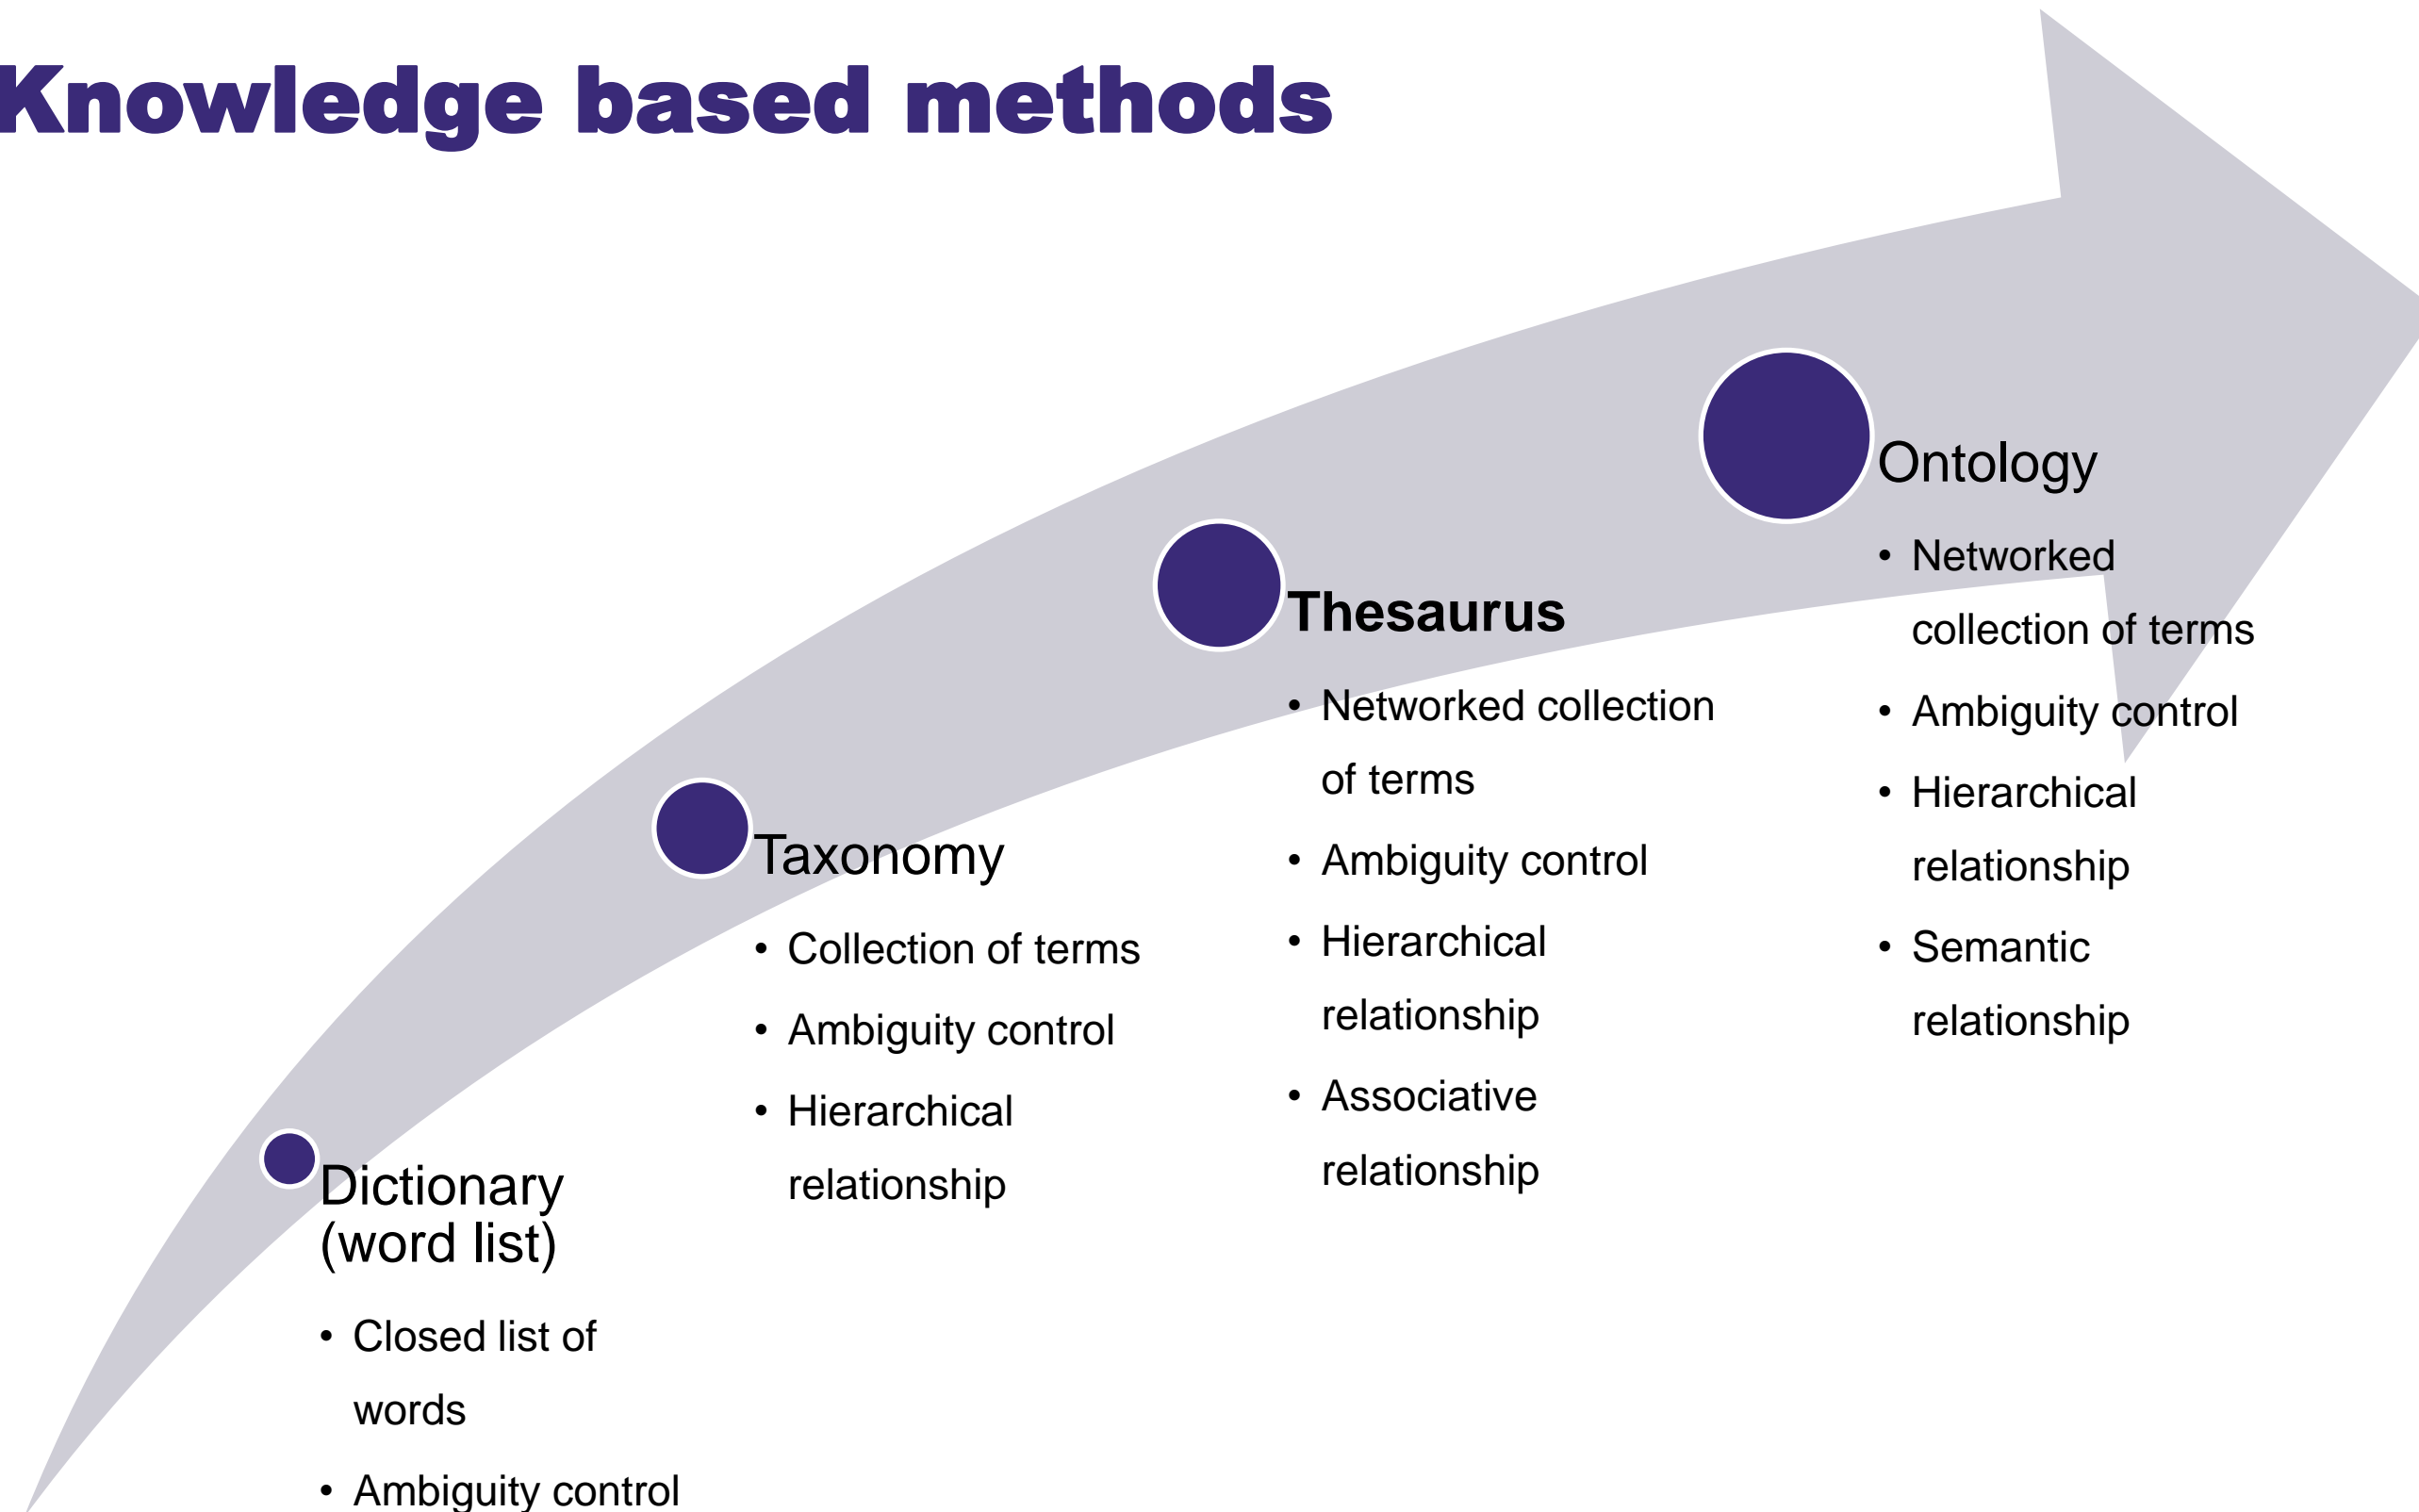 Knowledge based methods
Dictionary
(word list)
• Closed list of
words
• Ambiguity control
Taxonomy
• Collection of terms
• Ambiguity control
• Hierarchical
relationship
Thesaurus
• Networked collection
of terms
• Ambiguity control
• Hierarchical
relationship
• Associative
relationship
Ontology
• Networked
collection of terms
• Ambiguity control
• Hierarchical
relationship
• Semantic
relationship